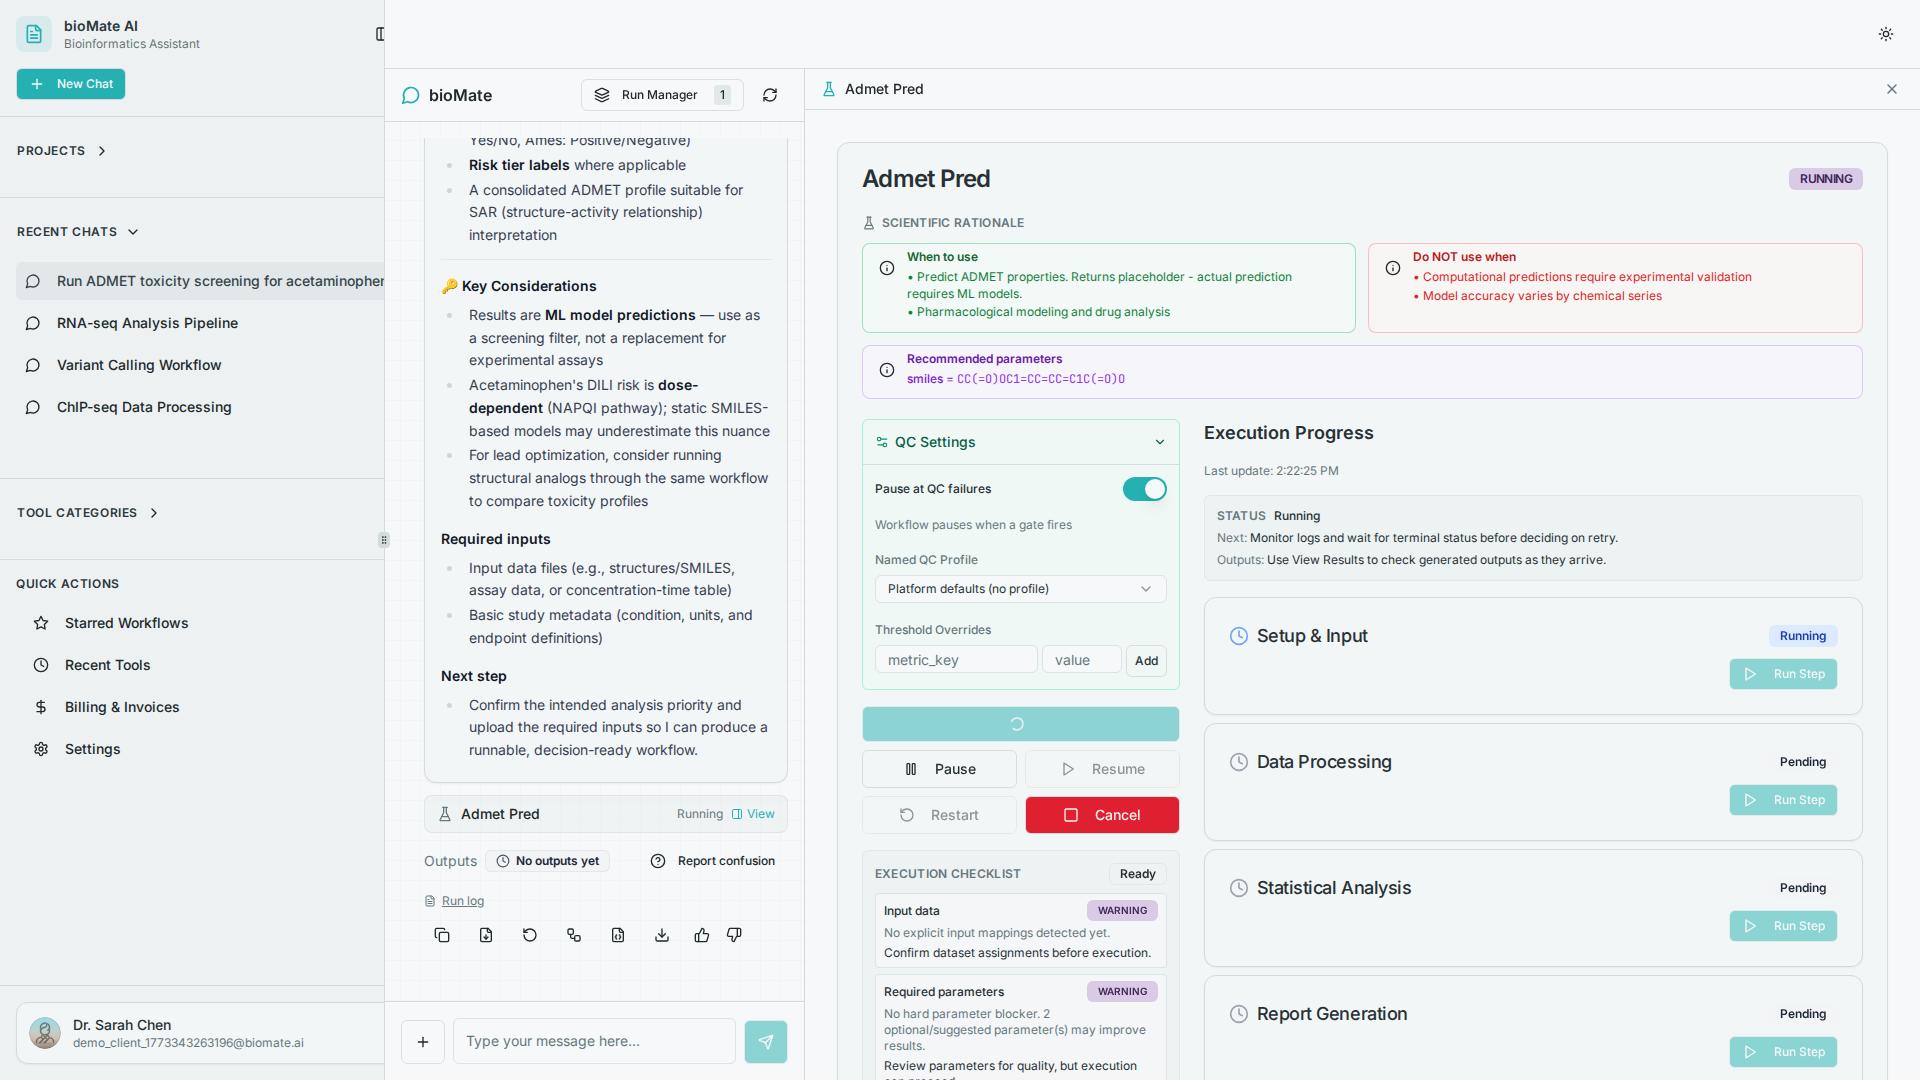 bioMate AI
Bioinformatics Assistant
New Chat
PROJECTS
RECENT CHATS
Run ADMET toxicity screening for acetaminophen
RNA-seq Analysis Pipeline
Variant Calling Workflow
ChIP-seq Data Processing
TOOL CATEGORIES
QUICK ACTIONS
Starred Workflows
Recent Tools
Billing & Invoices
Settings
Dr. Sarah Chen
demo_client_1773343263196@biomate.ai
bioMate
Run Manager 1
Yes/No, Ames: Positive/Negative)
Risk tier labels where applicable
A consolidated ADMET profile suitable for
SAR (structure-activity relationship)
interpretation
🔑 Key Considerations
Results are ML model predictions — use as
a screening filter, not a replacement for
experimental assays
Acetaminophen's DILI risk is dose-
dependent (NAPQI pathway); static SMILES-
based models may underestimate this nuance
For lead optimization, consider running
structural analogs through the same workflow
to compare toxicity profiles
Required inputs
Input data files (e.g., structures/SMILES,
assay data, or concentration-time table)
Basic study metadata (condition, units, and
endpoint definitions)
Next step
Confirm the intended analysis priority and
upload the required inputs so I can produce a
runnable, decision-ready workflow.
Admet Pred Running View
Outputs No outputs yet Report confusion
Run log
Type your message here...
Admet Pred
Admet Pred RUNNING
SCIENTIFIC RATIONALE
When to use
• Predict ADMET properties. Returns placeholder - actual prediction
requires ML models.
• Pharmacological modeling and drug analysis
Do NOT use when
• Computational predictions require experimental validation
• Model accuracy varies by chemical series
Recommended parameters
smiles = CC(=O)OC1=CC=CC=C1C(=O)O
QC Settings
Pause at QC failures
Workflow pauses when a gate fires
Named QC Profile
Platform defaults (no profile)
Threshold Overrides
metric_key value Add
Pause Resume
Restart Cancel
EXECUTION CHECKLIST Ready
Input data WARNING
No explicit input mappings detected yet.
Confirm dataset assignments before execution.
Required parameters WARNING
No hard parameter blocker. 2
optional/suggested parameter(s) may improve
results.
Review parameters for quality, but execution
Execution Progress
Last update: 2:22:25 PM
STATUS Running
Next: Monitor logs and wait for terminal status before deciding on retry.
Outputs: Use View Results to check generated outputs as they arrive.
Setup & Input Running
Run Step
Data Processing Pending
Run Step
Statistical Analysis Pending
Run Step
Report Generation Pending
Run Step